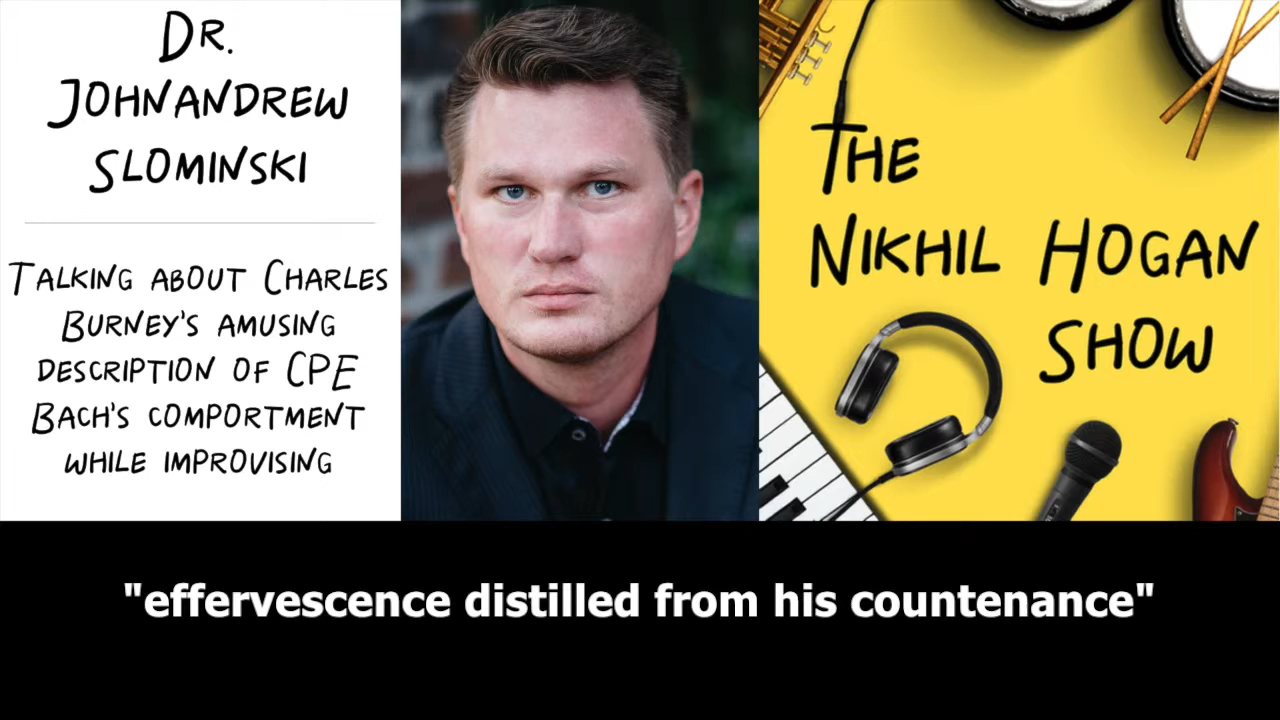 DR.
JOHNANDREW
SLOMINSKI
TALKING ABOUT CHARLES
BURNEY'S AMUSING
DESCRIPTION OF CPE
BACH'S COMPORTMENT
WHILE IMPROVISING
THE
NIKHIL HOGAN
SHOW
"effervescence distilled from his countenance"